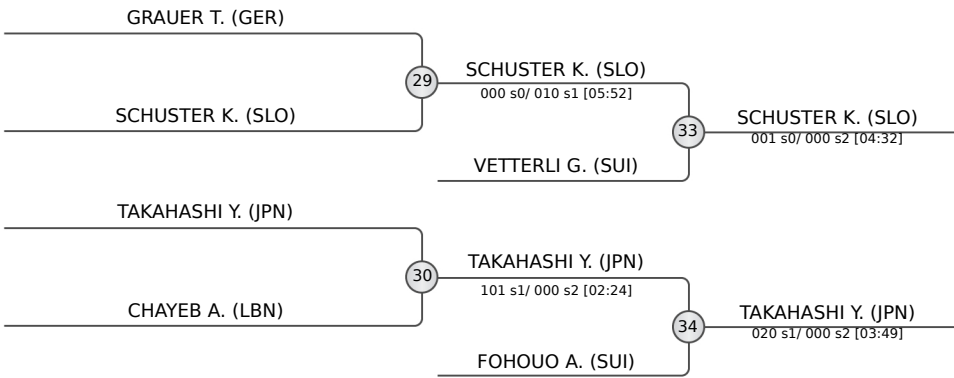 GRAUER T. (GER)
29
SCHUSTER K. (SLO)
SCHUSTER K. (SLO)
000 s0/ 010 s1 [05:52]
33
VETTERLI G. (SUI)
SCHUSTER K. (SLO)
001 s0/ 000 s2 [04:32]
TAKAHASHI Y. (JPN)
30
CHAYEB A. (LBN)
TAKAHASHI Y. (JPN)
101 s1/ 000 s2 [02:24]
34
FOHOUO A. (SUI)
TAKAHASHI Y. (JPN)
020 s1/ 000 s2 [03:49]